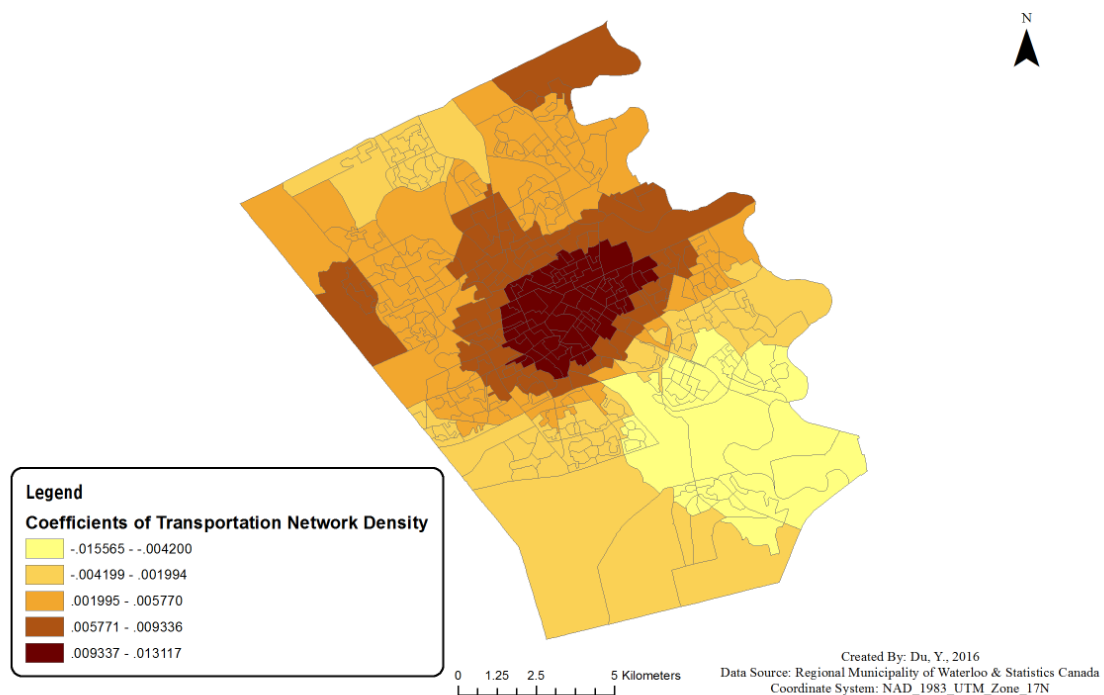 N
Legend
Coefficients of Transportation Network Density
-.015565 - -.004200
-.004199 - .001994
.001995 - .005770
.005771 - .009336
.009337 - .013117
0 1.25 2.5 5 Kilometers
Created By: Du, Y., 2016
Data Source: Regional Municipality of Waterloo & Statistics Canada
Coordinate System: NAD_1983_UTM_Zone_17N